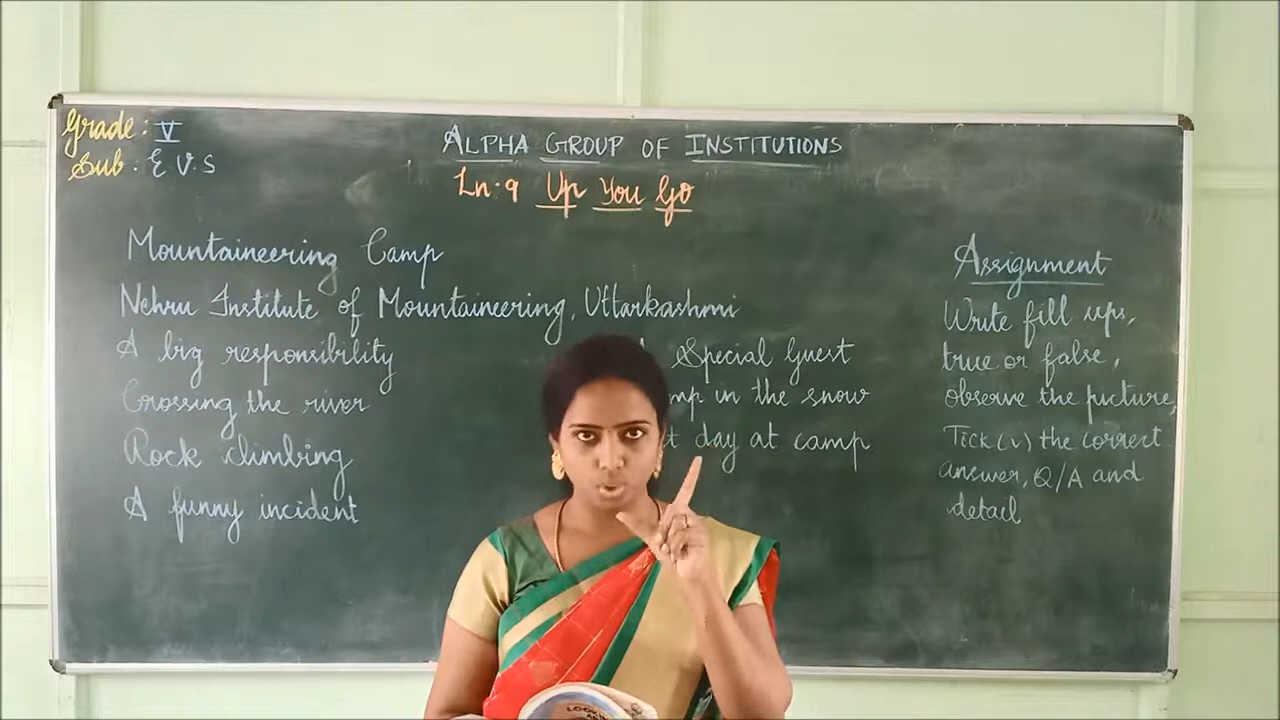 Grade: V
Sub. E V. S
ALPHA GROUP OF INSTITUTIONS
Ln: 9 Up You Go
Mountaineering Camp
Nehru Institute of Mountaineering, Uttarkashmi
A big responsibility
Crossing the river
Rock climbing
A funny incident
Special Guest
in the snow
day at camp
Assignment
Write fill ups,
true or false,
observe the picture,
Tick (✓) the correct
answer, Q/A and
detail